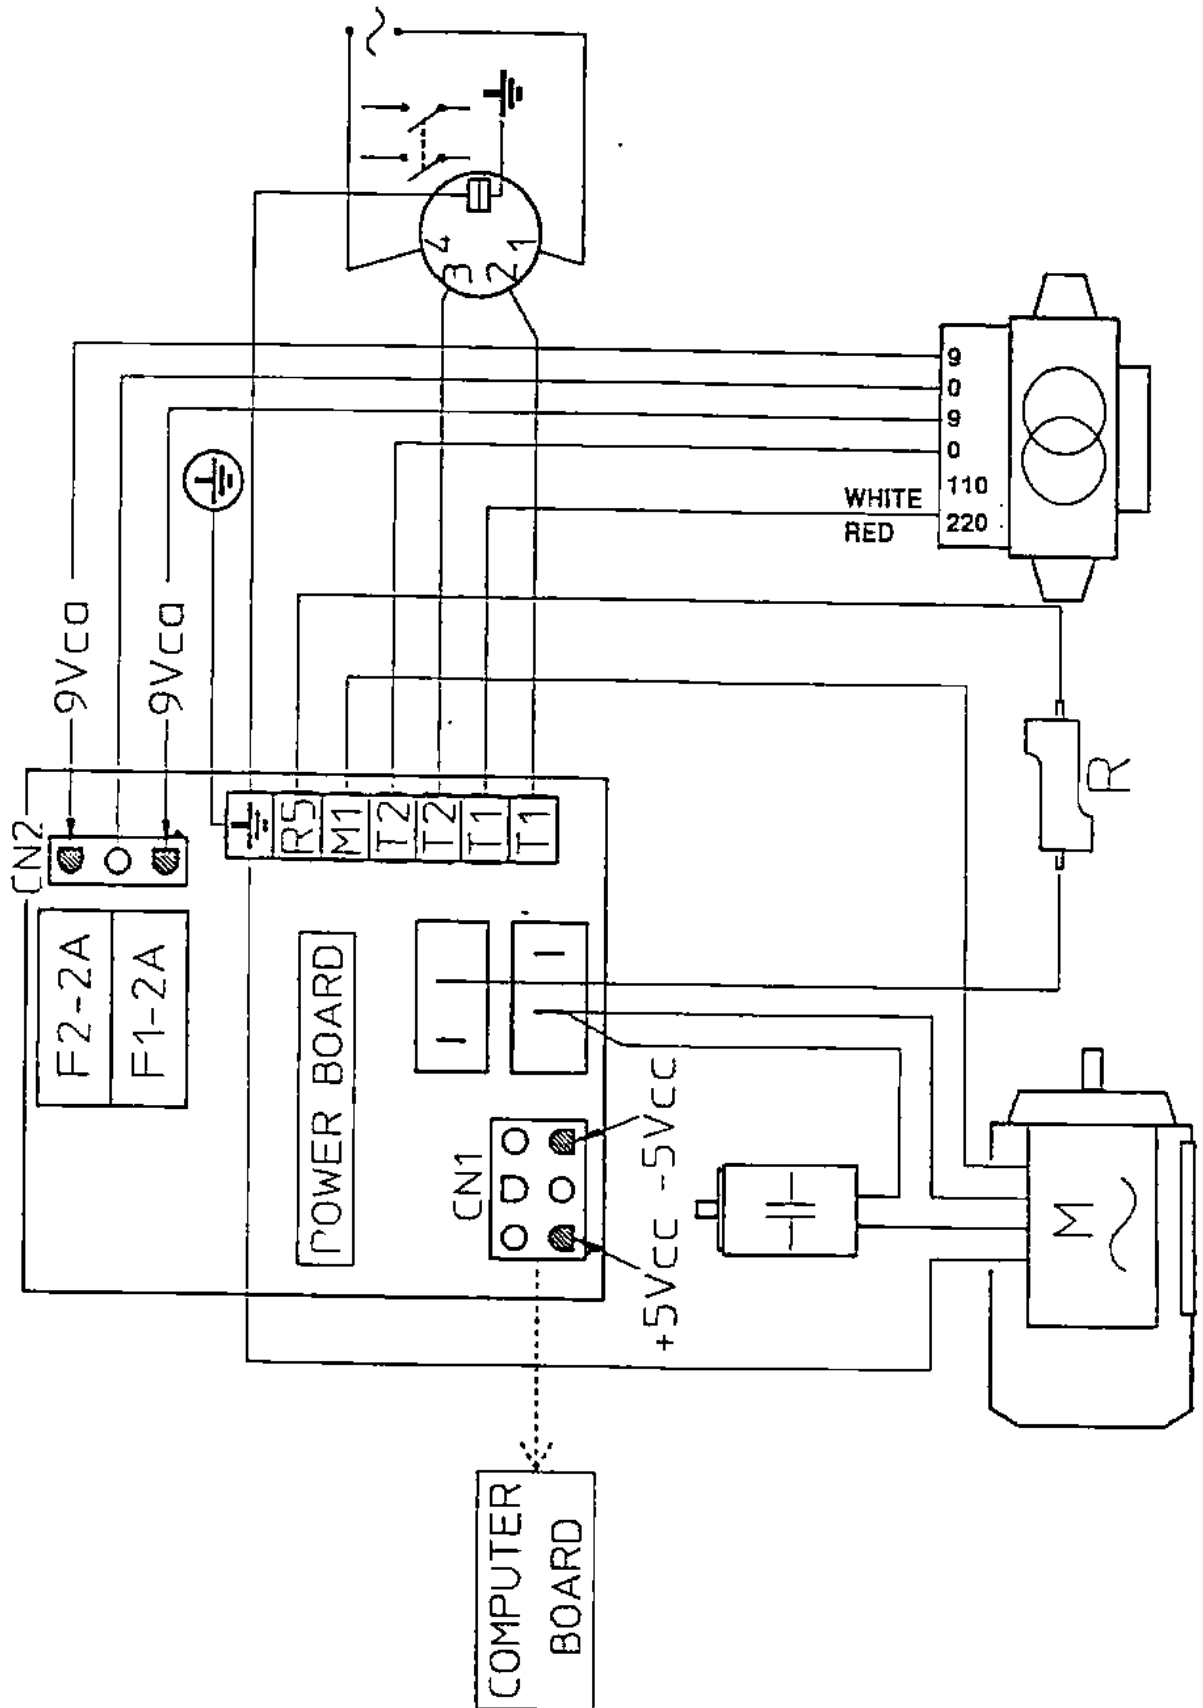 4
3
2
1
9
0
9
0
110
220
WHITE
RED
9Vca
9Vca
CN2
F2-2A
F1-2A
RS
M1
T2
T2
T1
T1
POWER BOARD
CN1
+5Vcc -5Vcc
R
M
COMPUTER
BOARD